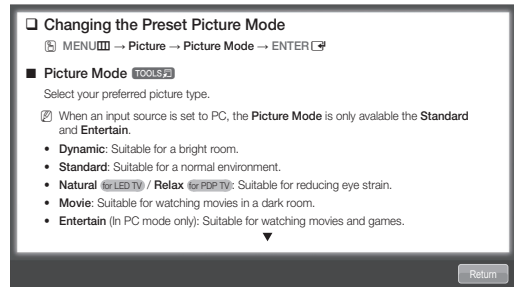 ❑ Changing the Preset Picture Mode
MENU → Picture → Picture Mode → ENTER
■ Picture Mode TOOLS
Select your preferred picture type.
When an input source is set to PC, the Picture Mode is only avalable the Standard
and Entertain.
• Dynamic: Suitable for a bright room.
• Standard: Suitable for a normal environment.
• Natural for LED TV / Relax for PDP TV: Suitable for reducing eye strain.
• Movie: Suitable for watching movies in a dark room.
• Entertain (In PC mode only): Suitable for watching movies and games.
▼
Return